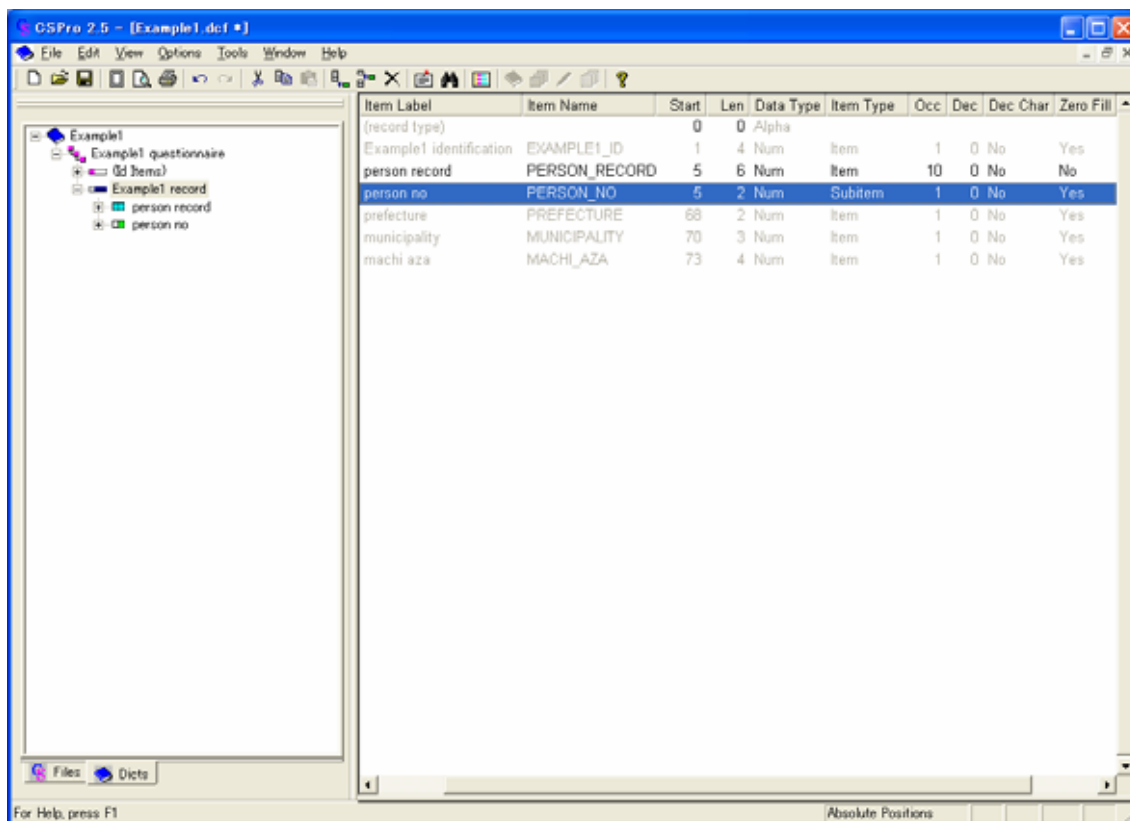 CSPro 2.5 - [Example1.dcf *]
File Edit View Options Tools Window Help
Item Label Item Name Start Len Data Type Item Type Occ Dec Dec Char Zero Fill
(record type) 0 0 Alpha
Example1 identification EXAMPLE1_ID 1 4 Num Item 1 0 No Yes
person record PERSON_RECORD 5 6 Num Item 10 0 No No
person no PERSON_NO 5 2 Num Subitem 1 0 No Yes
prefecture PREFECTURE 68 2 Num Item 1 0 No Yes
municipality MUNICIPALITY 70 3 Num Item 1 0 No Yes
machi aza MACHI_AZA 73 4 Num Item 1 0 No Yes
Example1
Example1 questionnaire
(Id Items)
Example1 record
person record
person no
Files Dicts
For Help, press F1 Absolute Positions